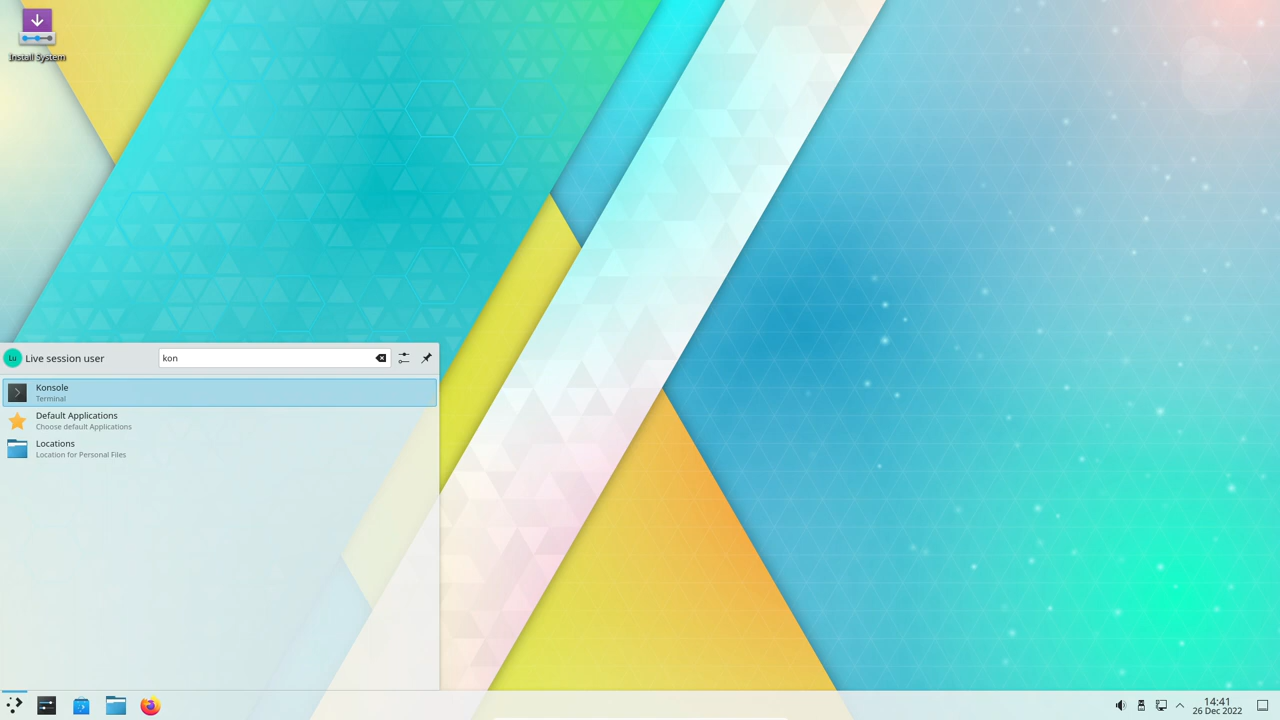 Install System
Lu
Live session user
kon
Konsole
Terminal
Default Applications
Choose default Applications
Locations
Location for Personal Files
14:41
26 Dec 2022